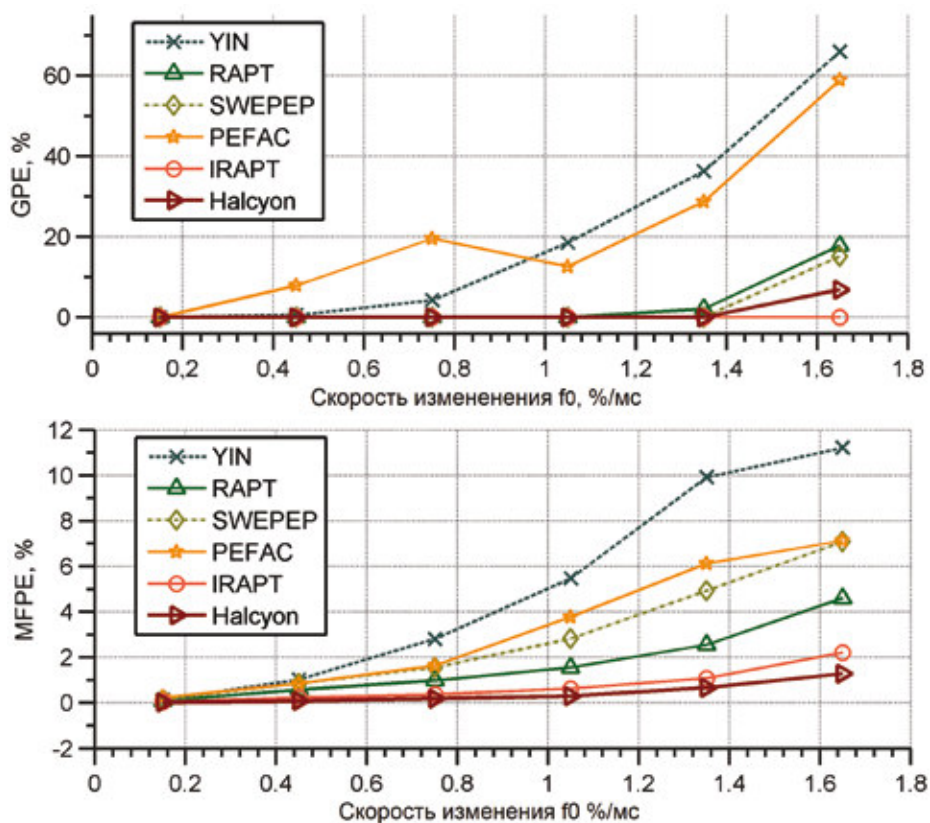 YIN
RAPT
SWEPEP
PEFAC
IRAPT
Halcyon
GPE, %
60
40
20
0
0 0,2 0,4 0,6 0,8 1 1,2 1,4 1,6 1,8
Скорость измененения f0, %/мс
YIN
RAPT
SWEPEP
PEFAC
IRAPT
Halcyon
MFPE, %
12
10
8
6
4
2
0
-2
0 0.2 0.4 0.6 0.8 1 1.2 1.4 1.6 1.8
Скорость изменения f0 %/мс